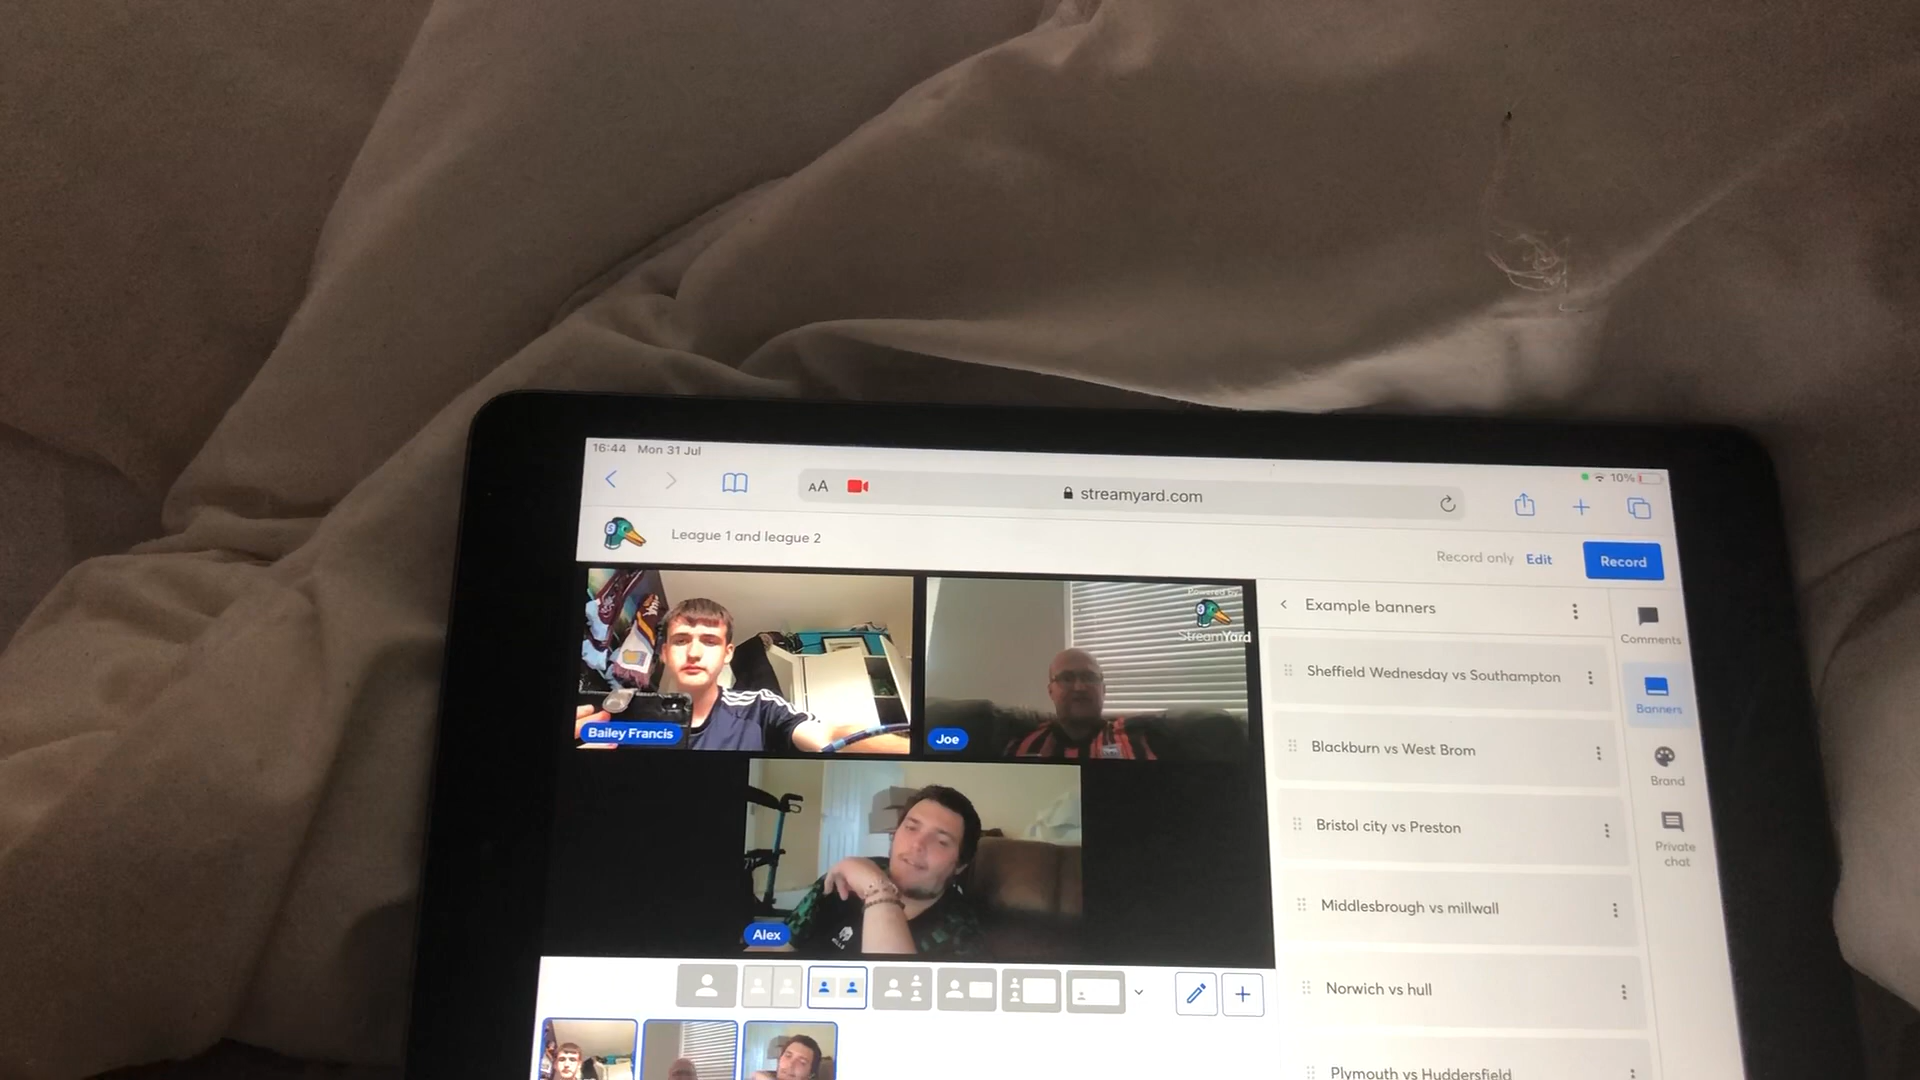 16:44 Mon 31 Jul
10%
AA
streamyard.com
League 1 and league 2
Record only Edit Record
Powered by
StreamYard
Bailey Francis
Joe
Alex
Example banners
Sheffield Wednesday vs Southampton
Blackburn vs West Brom
Bristol city vs Preston
Middlesbrough vs millwall
Norwich vs hull
Plymouth vs Huddersfield
Comments
Banners
Brand
Private
chat